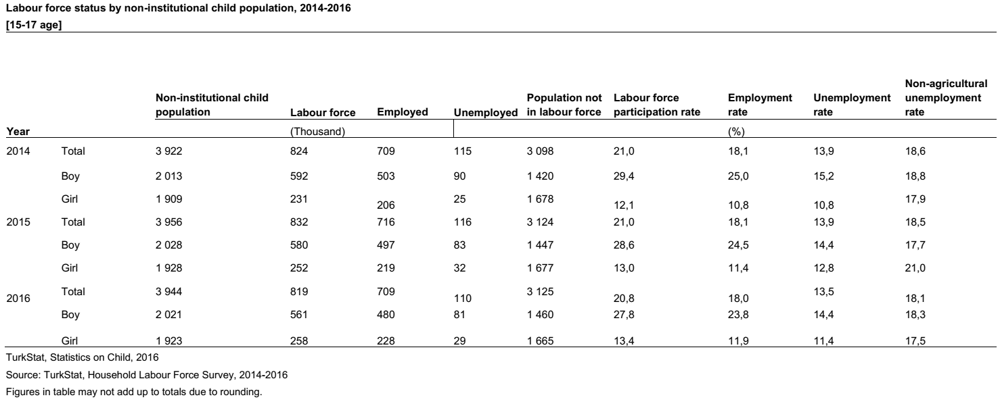 Labour force status by non-institutional child population, 2014-2016
[15-17 age]
Non-agricultural
Non-institutional child Population not Labour force Employment Unemployment unemployment
population Labour force Employed Unemployed in labour force participation rate rate rate rate
Year (Thousand) (%)
2014 Total 3 922 824 709 115 3 098 21,0 18,1 13,9 18,6
Boy 2 013 592 503 90 1 420 29,4 25,0 15,2 18,8
Girl 1 909 231 206 25 1 678 12,1 10,8 10,8 17,9
2015 Total 3 956 832 716 116 3 124 21,0 18,1 13,9 18,5
Boy 2 028 580 497 83 1 447 28,6 24,5 14,4 17,7
Girl 1 928 252 219 32 1 677 13,0 11,4 12,8 21,0
2016 Total 3 944 819 709 110 3 125 20,8 18,0 13,5 18,1
Boy 2 021 561 480 81 1 460 27,8 23,8 14,4 18,3
Girl 1 923 258 228 29 1 665 13,4 11,9 11,4 17,5
TurkStat, Statistics on Child, 2016
Source: TurkStat, Household Labour Force Survey, 2014-2016
Figures in table may not add up to totals due to rounding.